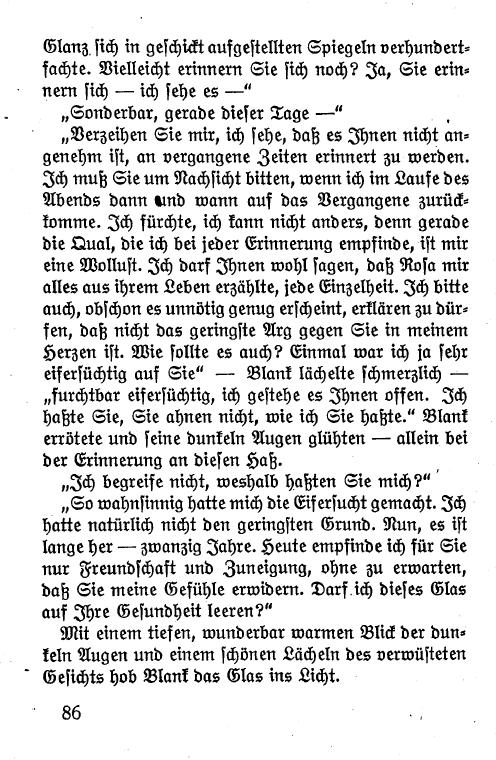 Glanz sich in geschickt aufgestellten Spiegeln verhundert-
fachte. Vielleicht erinnern Sie sich noch? Ja, Sie erin-
nern sich — ich sehe es —“
„Sonderbar, gerade dieser Tage —“
„Verzeihen Sie mir, ich sehe, daß es Ihnen nicht an-
genehm ist, an vergangene Zeiten erinnert zu werden.
Ich muß Sie um Nachsicht bitten, wenn ich im Laufe des
Abends dann und wann auf das Vergangene zurück-
komme. Ich fürchte, ich kann nicht anders, denn gerade
die Qual, die ich bei jeder Erinnerung empfinde, ist mir
eine Wollust. Ich darf Ihnen wohl sagen, daß Rosa mir
alles aus ihrem Leben erzählte, jede Einzelheit. Ich bitte
auch, obschon es unnötig genug erscheint, erklären zu dür-
fen, daß nicht das geringste Arg gegen Sie in meinem
Herzen ist. Wie sollte es auch? Einmal war ich ja sehr
eifersüchtig auf Sie“ — Blank lächelte schmerzlich —
„furchtbar eifersüchtig, ich gestehe es Ihnen offen. Ich
haßte Sie, Sie ahnen nicht, wie ich Sie haßte.“ Blank
errötete und seine dunkeln Augen glühten — allein bei
der Erinnerung an diesen Haß.
„Ich begreife nicht, weshalb haßten Sie mich?“
„So wahnsinnig hatte mich die Eifersucht gemacht. Ich
hatte natürlich nicht den geringsten Grund. Nun, es ist
lange her — zwanzig Jahre. Heute empfinde ich für Sie
nur Freundschaft und Zuneigung, ohne zu erwarten,
daß Sie meine Gefühle erwidern. Darf ich dieses Glas
auf Ihre Gesundheit leeren?“
Mit einem tiefen, wunderbar warmen Blick der dun-
keln Augen und einem schönen Lächeln des verwüsteten
Gesichts hob Blank das Glas ins Licht.
86